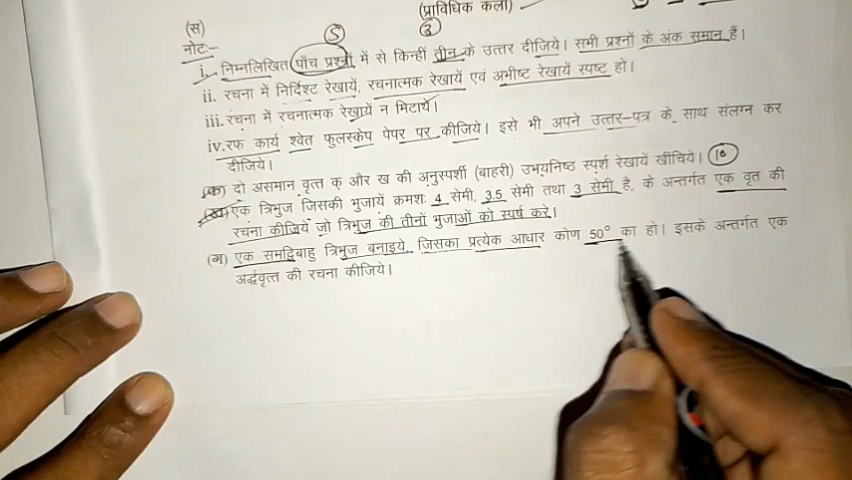 (प्राविधिक कला)
(स)
5
3
नोटः–
i. निम्नलिखित पाँच प्रश्नों में से किन्हीं तीन के उत्तर दीजिये। सभी प्रश्नों के अंक समान है।
ii. रचना में निर्दिश्ट रेखायें, रचनात्मक रेखायें एवं अभीष्ट रेखायें स्पष्ट हो।
iii. रचना में रचनात्मक रेखायें न मिटायें।
iv. रफ कार्य श्वेत फुलस्केप पेपर पर कीजिये। इसे भी अपने उत्तर–पत्र के साथ संलग्न कर
दीजिये।
(क) दो असमान वृत्त क और ख की अनुस्पर्शी (बाहरी) उभयनिष्ठ स्पर्श रेखायें खींचिये। 10
(ख) एक त्रिभुज जिसकी भुजायें क्रमशः 4 सेमी, 3.5 सेमी तथा 3 सेमी है, के अन्तर्गत एक वृत की
रचना कीजिये जो त्रिभुज की तीनों भुजाओं को स्पर्ष करे।
(ग) एक समद्विबाहु त्रिभुज बनाइये, जिसका प्रत्येक आधार कोण 50° का हो। इसके अन्तर्गत एक
अर्द्धवृत्त की रचना कीजिये।